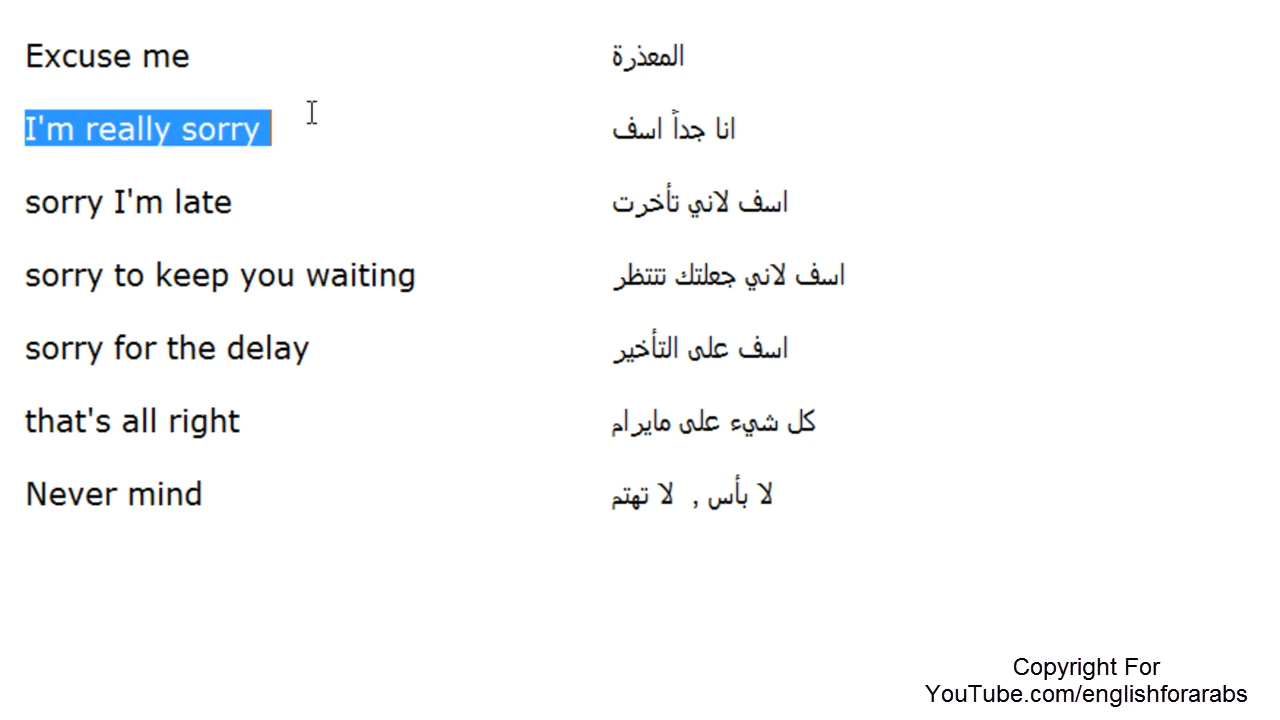 Excuse me المعذرة
I'm really sorry انا جداً اسف
sorry I'm late اسف لاني تأخرت
sorry to keep you waiting اسف لاني جعلتك تنتظر
sorry for the delay اسف على التأخير
that's all right كل شيء على مايرام
Never mind لا بأس , لا تهتم
Copyright For
YouTube.com/englishforarabs